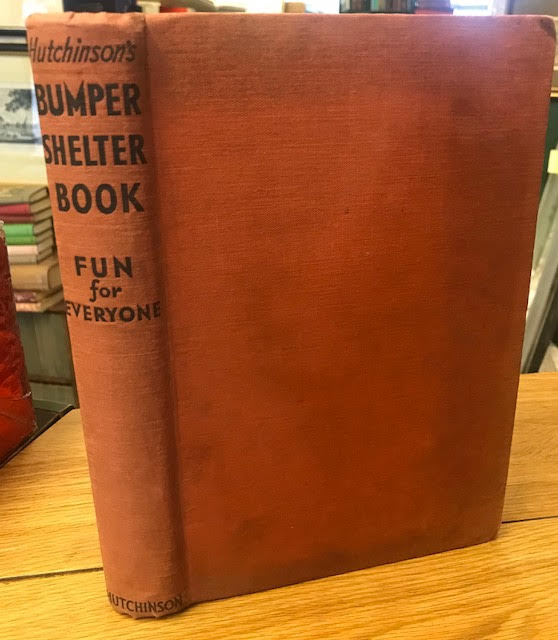 Hutchinson's
BUMPER
SHELTER
BOOK
FUN
for
EVERYONE
HUTCHINSON